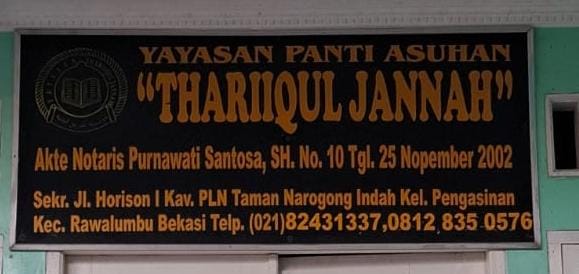 YAYASAN PANTI ASUHAN
"THARIIQUL JANNAH"
Akte Notaris Purnawati Santosa, SH. No. 10 Tgl. 25 Nopember 2002
Sekr. Jl. Horison I Kav. PLN Taman Narogong Indah Kel. Pengasinan
Kec. Rawalumbu Bekasi Telp. (021)82431337,0812 835 0576